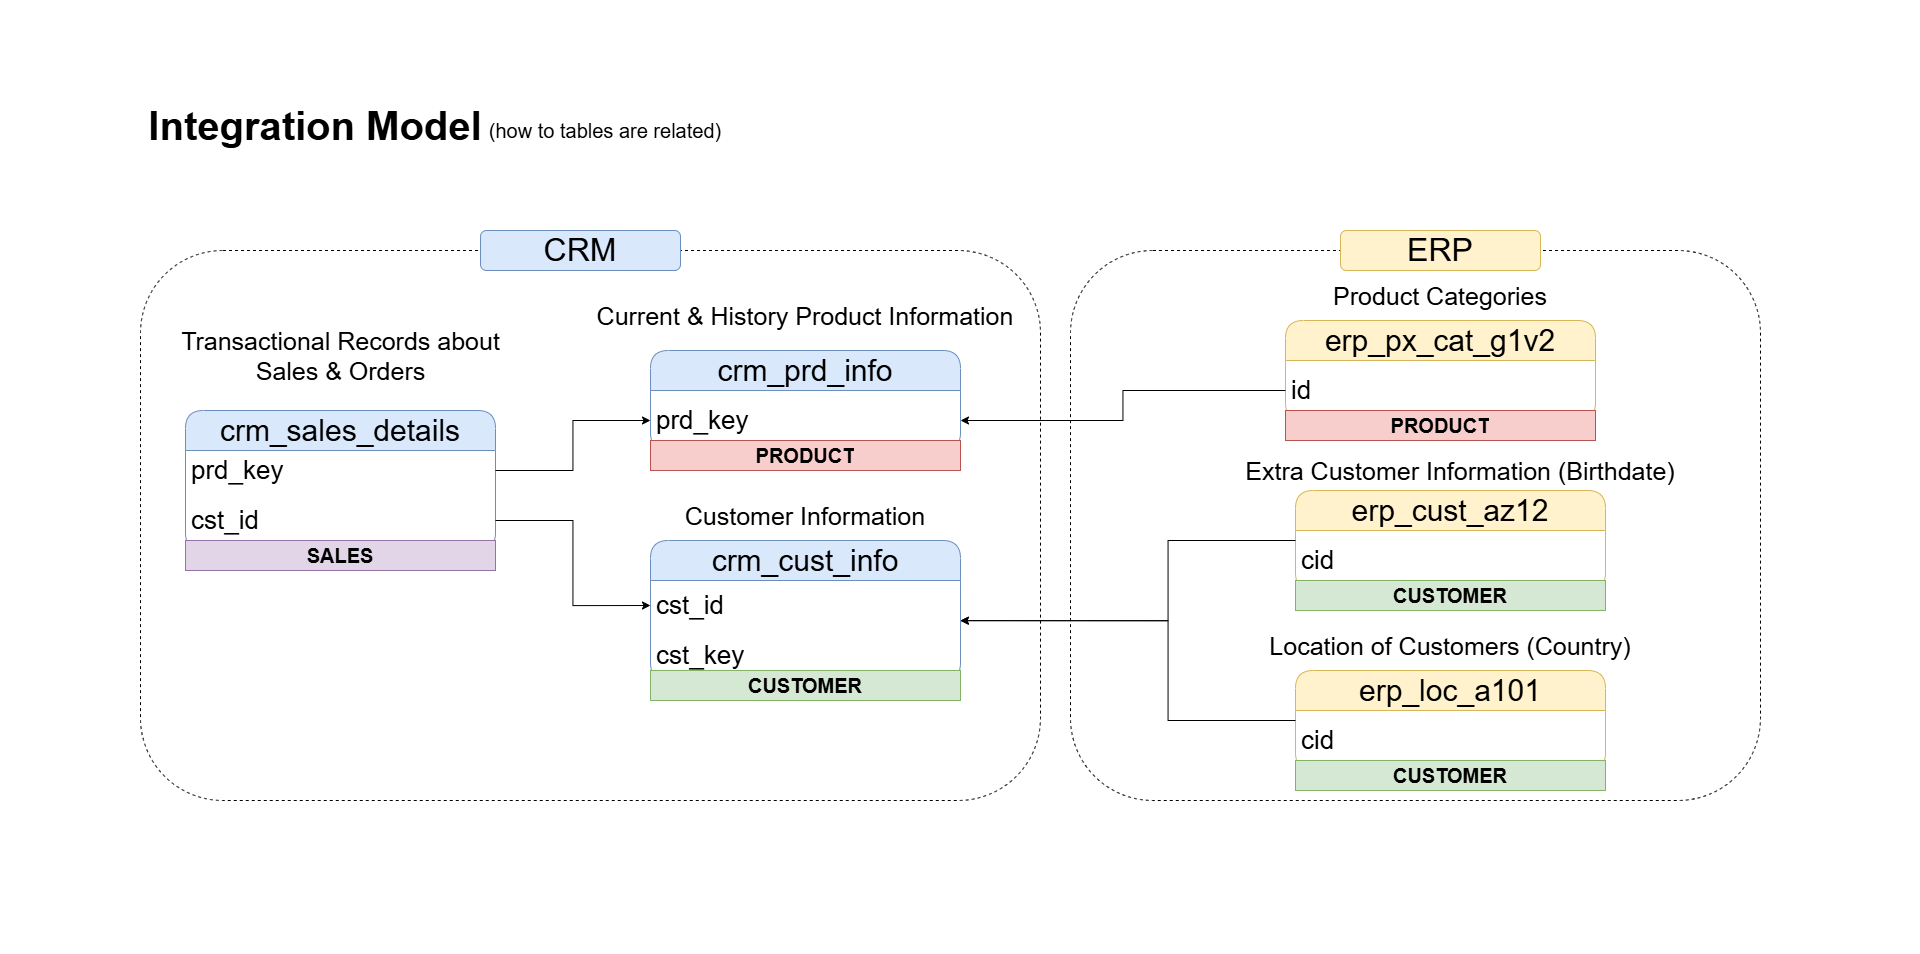 Integration Model (how to tables are related)
CRM
Transactional Records about
Sales & Orders
crm_sales_details
prd_key
cst_id
SALES
Current & History Product Information
crm_prd_info
prd_key
PRODUCT
Customer Information
crm_cust_info
cst_id
cst_key
CUSTOMER
ERP
Product Categories
erp_px_cat_g1v2
id
PRODUCT
Extra Customer Information (Birthdate)
erp_cust_az12
cid
CUSTOMER
Location of Customers (Country)
erp_loc_a101
cid
CUSTOMER